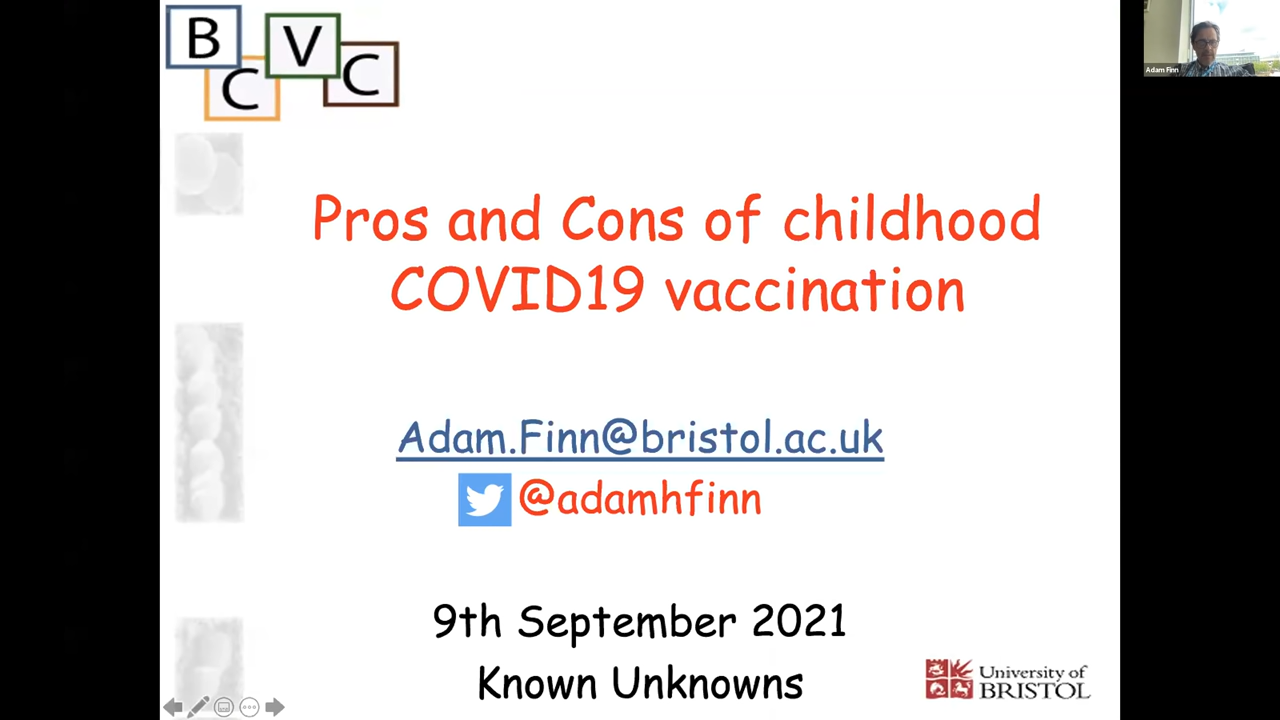 B
C
V
C
Adam Finn
Pros and Cons of childhood
COVID19 vaccination
Adam.Finn@bristol.ac.uk
@adamhfinn
9th September 2021
Known Unknowns
University of
BRISTOL